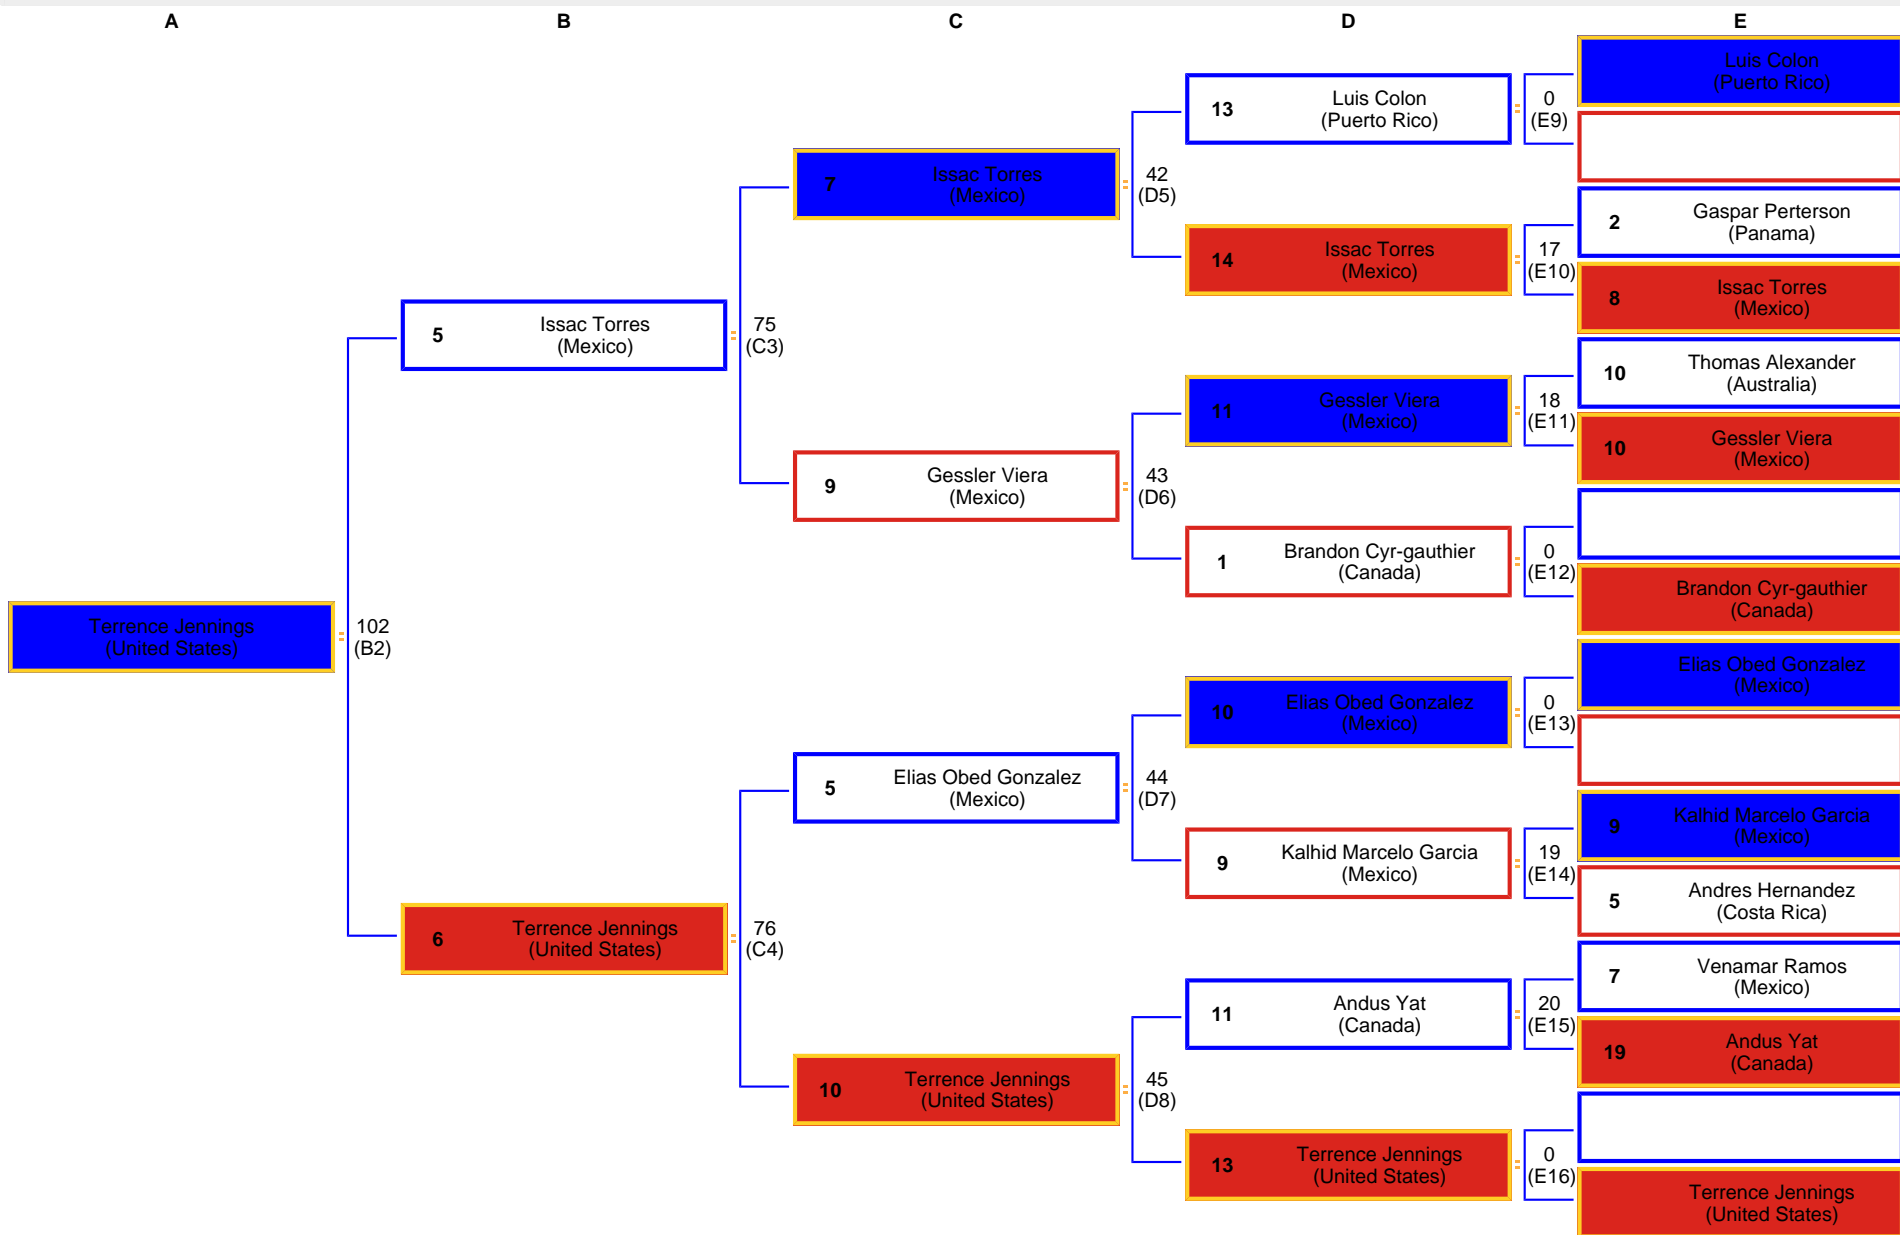 A
B
C
D
E
Terrence Jennings
(United States)
102
(B2)
5
Issac Torres
(Mexico)
6
Terrence Jennings
(United States)
75
(C3)
76
(C4)
7
Issac Torres
(Mexico)
9
Gessler Viera
(Mexico)
5
Elias Obed Gonzalez
(Mexico)
10
Terrence Jennings
(United States)
42
(D5)
43
(D6)
44
(D7)
45
(D8)
13
Luis Colon
(Puerto Rico)
14
Issac Torres
(Mexico)
11
Gessler Viera
(Mexico)
1
Brandon Cyr-gauthier
(Canada)
10
Elias Obed Gonzalez
(Mexico)
9
Kalhid Marcelo Garcia
(Mexico)
11
Andus Yat
(Canada)
13
Terrence Jennings
(United States)
0
(E9)
17
(E10)
18
(E11)
0
(E12)
0
(E13)
19
(E14)
20
(E15)
0
(E16)
Luis Colon
(Puerto Rico)
2
Gaspar Perterson
(Panama)
8
Issac Torres
(Mexico)
10
Thomas Alexander
(Australia)
10
Gessler Viera
(Mexico)
Brandon Cyr-gauthier
(Canada)
Elias Obed Gonzalez
(Mexico)
9
Kalhid Marcelo Garcia
(Mexico)
5
Andres Hernandez
(Costa Rica)
7
Venamar Ramos
(Mexico)
19
Andus Yat
(Canada)
Terrence Jennings
(United States)